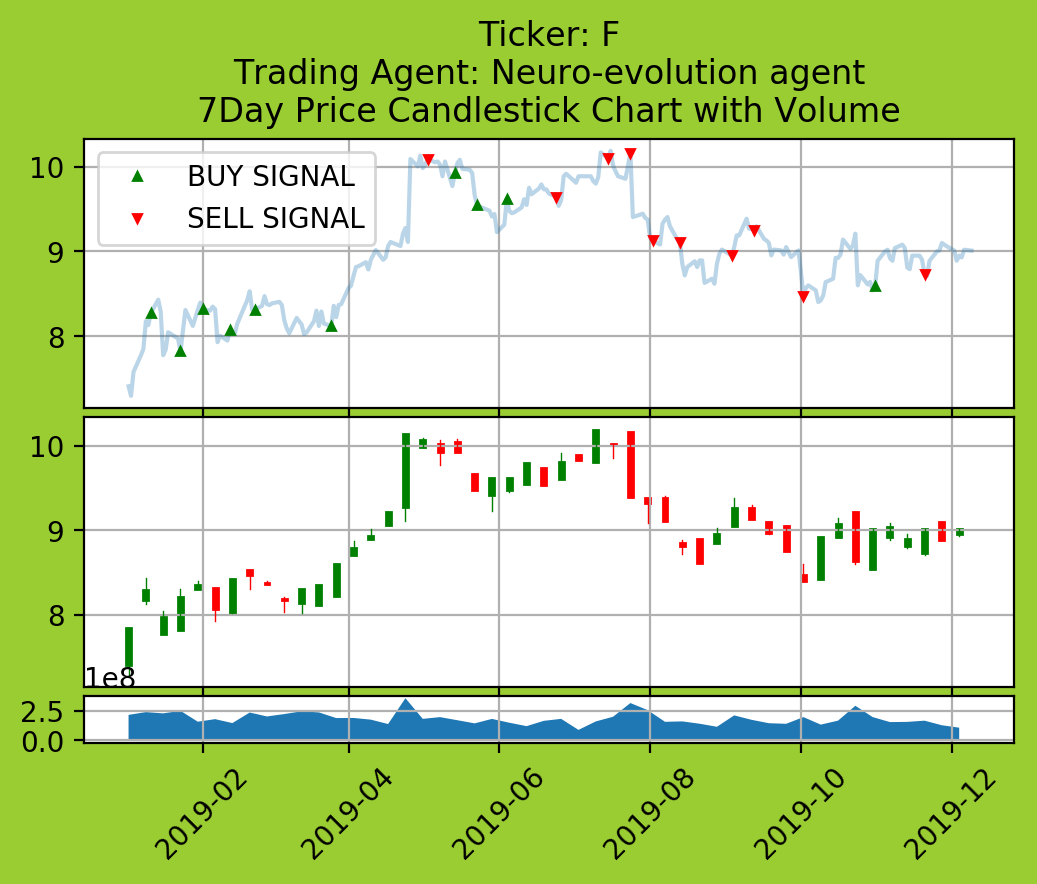 Ticker: F
Trading Agent: Neuro-evolution agent
7Day Price Candlestick Chart with Volume
BUY SIGNAL
SELL SIGNAL
10
9
8
10
9
8
1e8
2.5
0.0
2019-02
2019-04
2019-06
2019-08
2019-10
2019-12